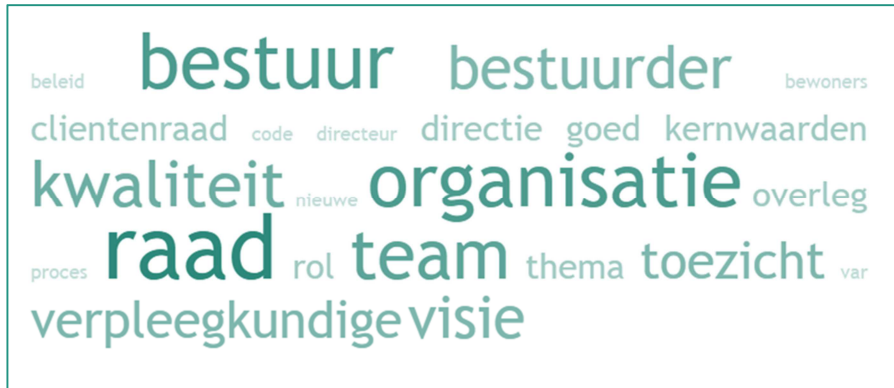 beleid bestuur bestuurder bewoners
clientenraad code directeur directie goed kernwaarden
kwaliteit nieuwe organisatie overleg
proces raad rol team thema toezicht var
verpleegkundige visie